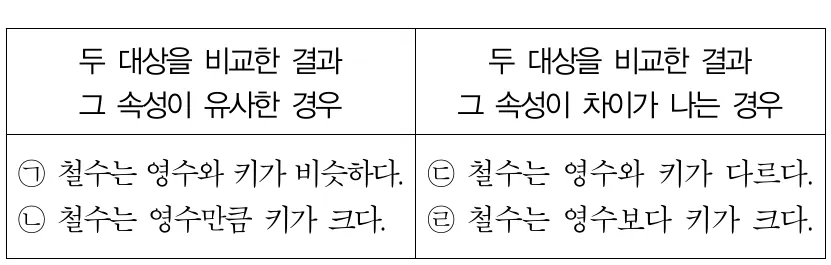 두 대상을 비교한 결과
그 속성이 유사한 경우
두 대상을 비교한 결과
그 속성이 차이가 나는 경우
㉠ 철수는 영수와 키가 비슷하다.
㉡ 철수는 영수만큼 키가 크다.
㉢ 철수는 영수와 키가 다르다.
㉣ 철수는 영수보다 키가 크다.